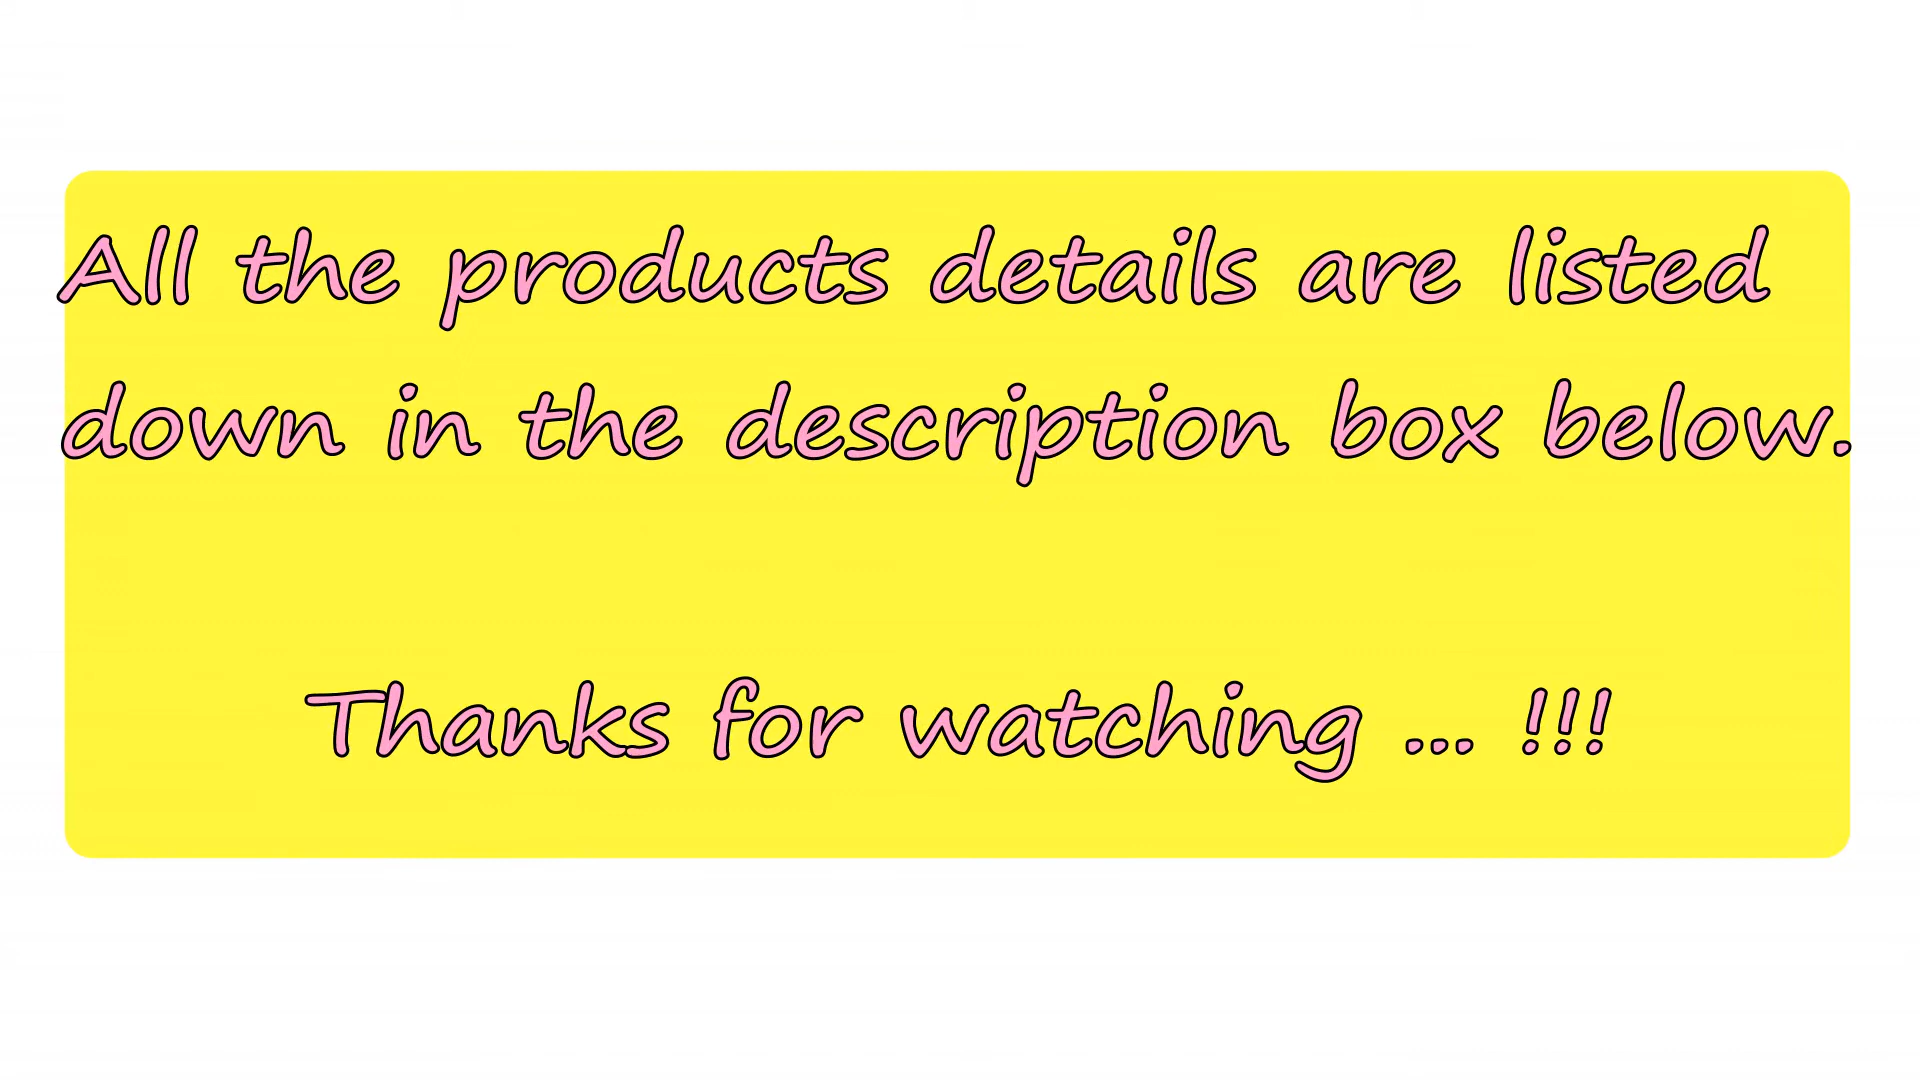 All the products details are listed
down in the description box below.
Thanks for watching ... !!!